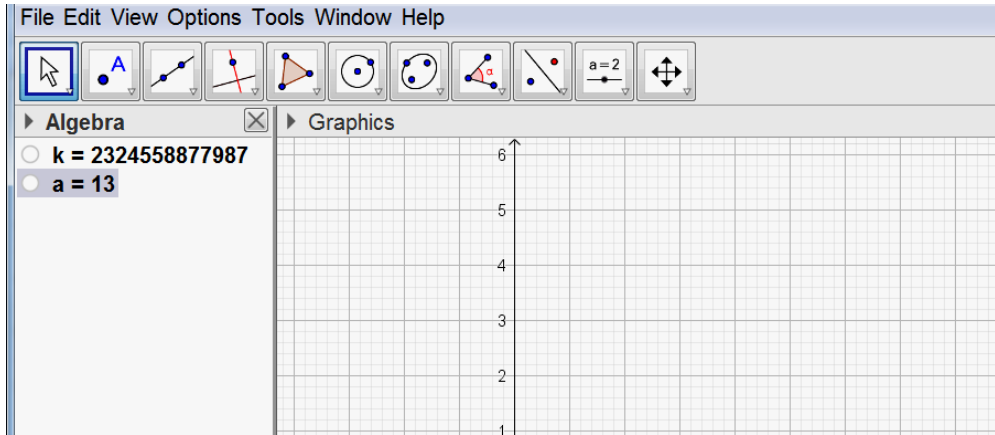 File Edit View Options Tools Window Help
A
α
a=2
Algebra
Graphics
k = 2324558877987
a = 13
6
5
4
3
2
1